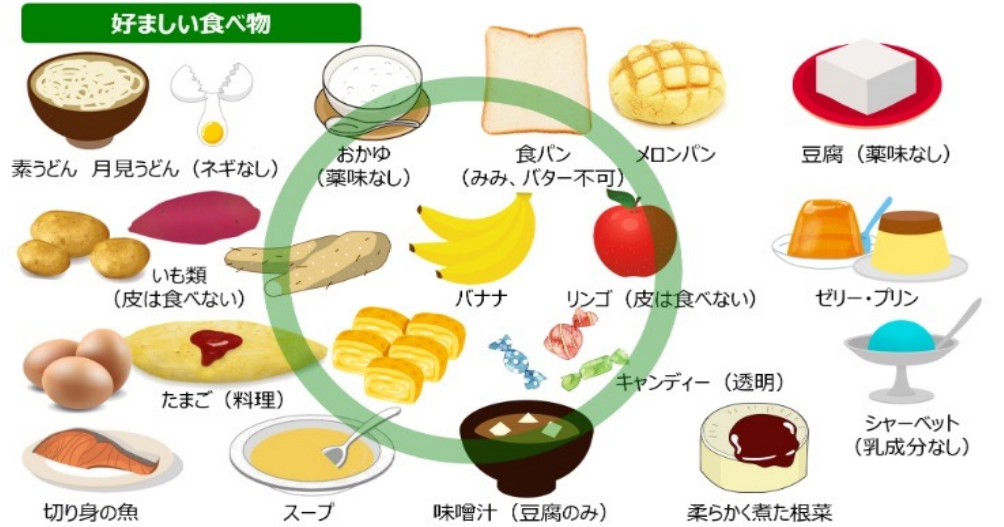 好ましい食べ物
素うどん 月見うどん（ネギなし）
おかゆ
（薬味なし）
食パン
（みみ、バター不可）
メロンパン
豆腐（薬味なし）
いも類
（皮は食べない）
バナナ
リンゴ（皮は食べない）
ゼリー・プリン
たまご（料理）
キャンディー（透明）
シャーベット
（乳成分なし）
切り身の魚
スープ
味噌汁（豆腐のみ）
柔らかく煮た根菜